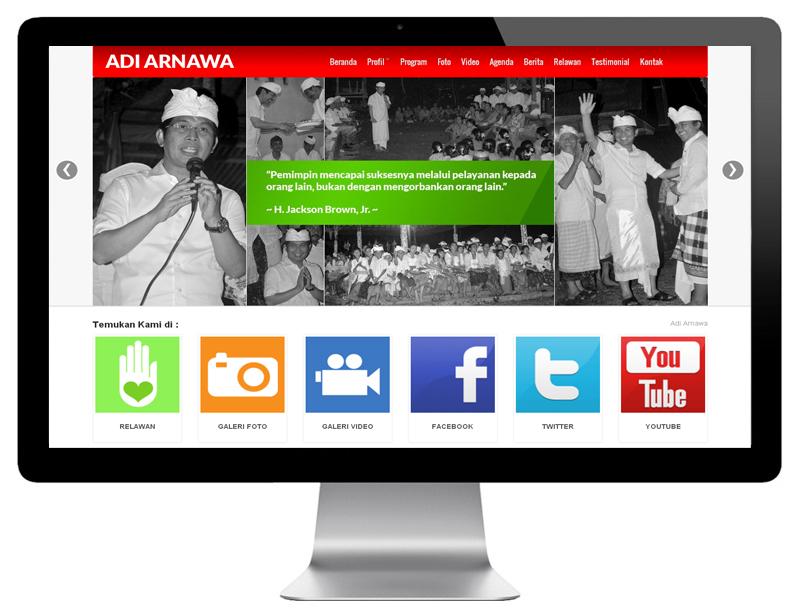 ADI ARNAWA
Beranda Profil Program Foto Video Agenda Berita Relawan Testimonial Kontak
"Pemimpin mencapai suksesnya melalui pelayanan kepada
orang lain, bukan dengan mengorbankan orang lain."
~ H. Jackson Brown, Jr. ~
Temukan Kami di :
Adi Arnawa
f
t
You
Tube
RELAWAN GALERI FOTO GALERI VIDEO FACEBOOK TWITTER YOUTUBE